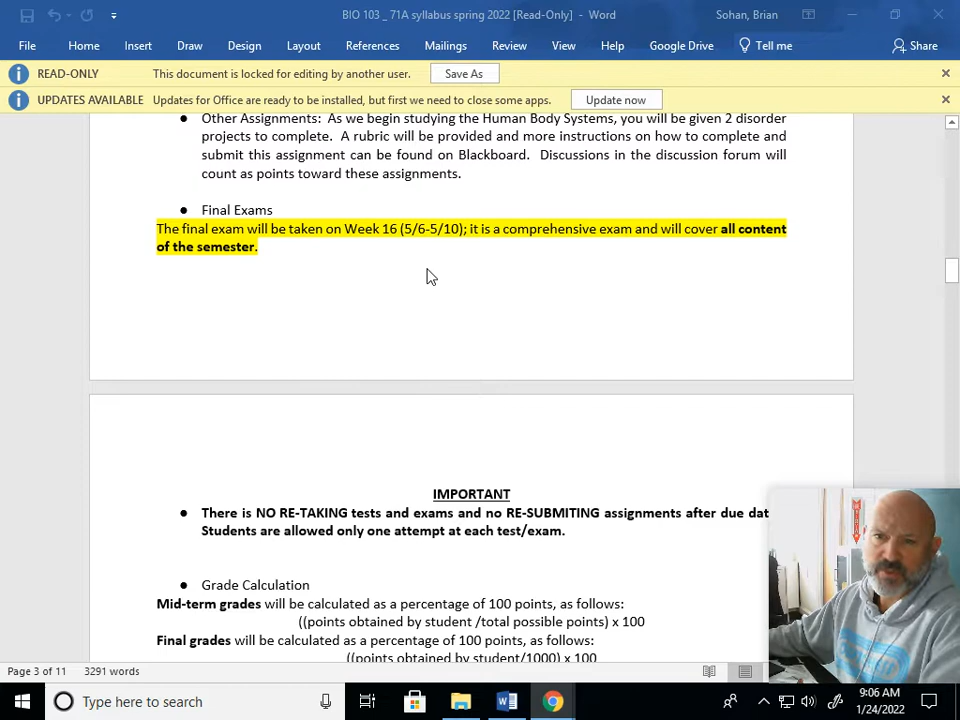 BIO 103 _ 71A syllabus spring 2022 [Read-Only] - Word
Sohan, Brian
File Home Insert Draw Design Layout References Mailings Review View Help Google Drive Tell me Share
READ-ONLY This document is locked for editing by another user. Save As
UPDATES AVAILABLE Updates for Office are ready to be installed, but first we need to close some apps. Update now
• Other Assignments: As we begin studying the Human Body Systems, you will be given 2 disorder
projects to complete. A rubric will be provided and more instructions on how to complete and
submit this assignment can be found on Blackboard. Discussions in the discussion forum will
count as points toward these assignments.
• Final Exams
The final exam will be taken on Week 16 (5/6-5/10); it is a comprehensive exam and will cover all content
of the semester.
IMPORTANT
• There is NO RE-TAKING tests and exams and no RE-SUBMITING assignments after due dat
Students are allowed only one attempt at each test/exam.
• Grade Calculation
Mid-term grades will be calculated as a percentage of 100 points, as follows:
((points obtained by student /total possible points) x 100
Final grades will be calculated as a percentage of 100 points, as follows:
((points obtained by student/1000) x 100
Page 3 of 11 3291 words
Type here to search
9:06 AM
1/24/2022